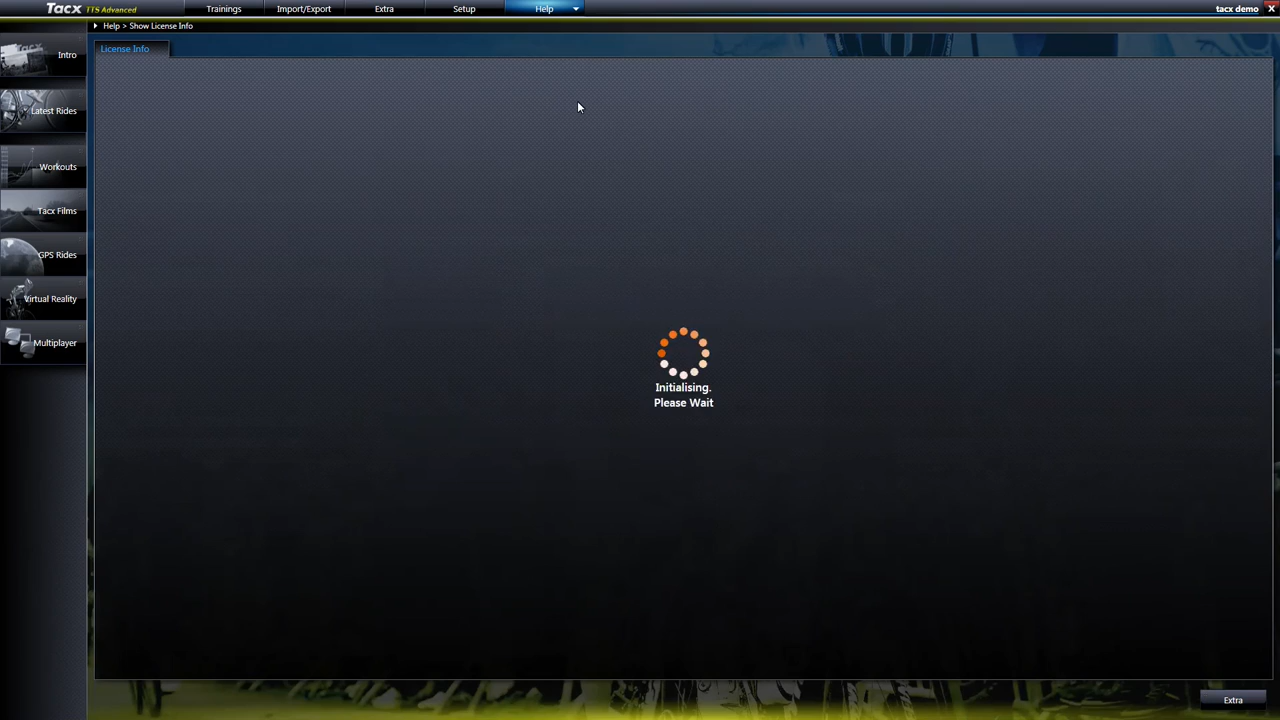 Tacx TTS Advanced
Trainings
Import/Export
Extra
Setup
Help
tacx demo
Help > Show License Info
License Info
Intro
Latest Rides
Workouts
Tacx Films
GPS Rides
Virtual Reality
Multiplayer
Initialising.
Please Wait
Extra